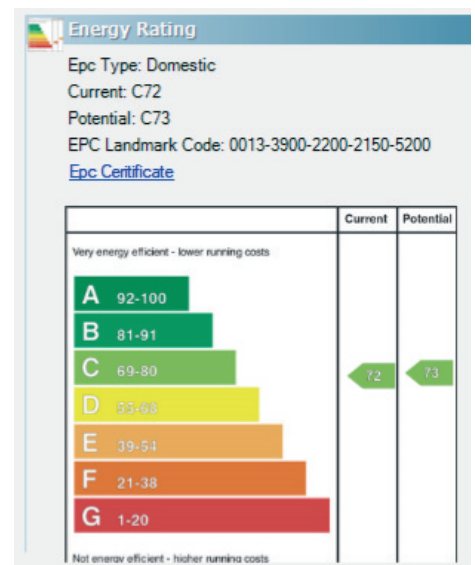 Energy Rating
Epc Type: Domestic
Current: C72
Potential: C73
EPC Landmark Code: 0013-3900-2200-2150-5200
Epc Ceritificate
Current Potential
Very energy efficient - lower running costs
A 92-100
B 81-91
C 69-80
72 73
D 55-68
E 39-54
F 21-38
G 1-20
Not energy efficient - higher running costs